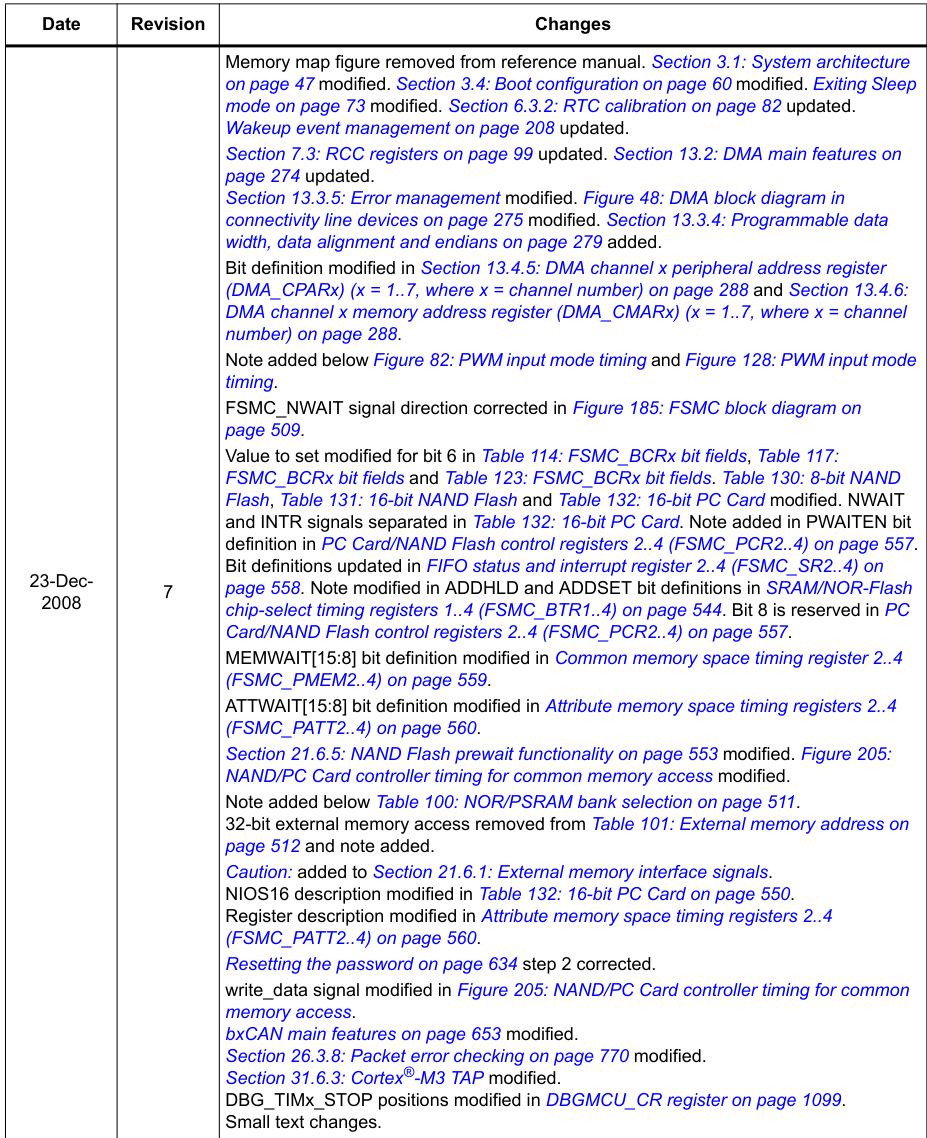 Date
Revision
Changes
23-Dec-
2008
7
Memory map figure removed from reference manual. Section 3.1: System architecture
on page 47 modified. Section 3.4: Boot configuration on page 60 modified. Exiting Sleep
mode on page 73 modified. Section 6.3.2: RTC calibration on page 82 updated.
Wakeup event management on page 208 updated.
Section 7.3: RCC registers on page 99 updated. Section 13.2: DMA main features on
page 274 updated.
Section 13.3.5: Error management modified. Figure 48: DMA block diagram in
connectivity line devices on page 275 modified. Section 13.3.4: Programmable data
width, data alignment and endians on page 279 added.
Bit definition modified in Section 13.4.5: DMA channel x peripheral address register
(DMA_CPARx) (x = 1..7, where x = channel number) on page 288 and Section 13.4.6:
DMA channel x memory address register (DMA_CMARx) (x = 1..7, where x = channel
number) on page 288.
Note added below Figure 82: PWM input mode timing and Figure 128: PWM input mode
timing.
FSMC_NWAIT signal direction corrected in Figure 185: FSMC block diagram on
page 509.
Value to set modified for bit 6 in Table 114: FSMC_BCRx bit fields, Table 117:
FSMC_BCRx bit fields and Table 123: FSMC_BCRx bit fields. Table 130: 8-bit NAND
Flash, Table 131: 16-bit NAND Flash and Table 132: 16-bit PC Card modified. NWAIT
and INTR signals separated in Table 132: 16-bit PC Card. Note added in PWAITEN bit
definition in PC Card/NAND Flash control registers 2..4 (FSMC_PCR2..4) on page 557.
Bit definitions updated in FIFO status and interrupt register 2..4 (FSMC_SR2..4) on
page 558. Note modified in ADDHLD and ADDSET bit definitions in SRAM/NOR-Flash
chip-select timing registers 1..4 (FSMC_BTR1..4) on page 544. Bit 8 is reserved in PC
Card/NAND Flash control registers 2..4 (FSMC_PCR2..4) on page 557.
MEMWAIT[15:8] bit definition modified in Common memory space timing register 2..4
(FSMC_PMEM2..4) on page 559.
ATTWAIT[15:8] bit definition modified in Attribute memory space timing registers 2..4
(FSMC_PATT2..4) on page 560.
Section 21.6.5: NAND Flash prewait functionality on page 553 modified. Figure 205:
NAND/PC Card controller timing for common memory access modified.
Note added below Table 100: NOR/PSRAM bank selection on page 511.
32-bit external memory access removed from Table 101: External memory address on
page 512 and note added.
Caution: added to Section 21.6.1: External memory interface signals.
NIOS16 description modified in Table 132: 16-bit PC Card on page 550.
Register description modified in Attribute memory space timing registers 2..4
(FSMC_PATT2..4) on page 560.
Resetting the password on page 634 step 2 corrected.
write_data signal modified in Figure 205: NAND/PC Card controller timing for common
memory access.
bxCAN main features on page 653 modified.
Section 26.3.8: Packet error checking on page 770 modified.
Section 31.6.3: Cortex®-M3 TAP modified.
DBG_TIMx_STOP positions modified in DBGMCU_CR register on page 1099.
Small text changes.